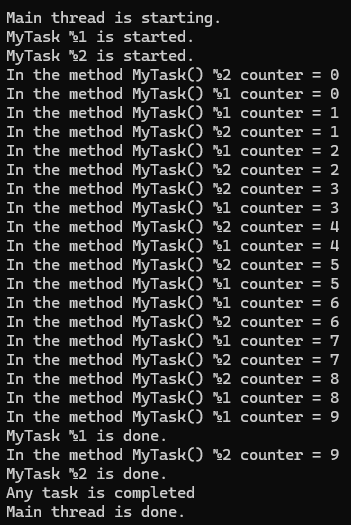 Main thread is starting.
MyTask №1 is started.
MyTask №2 is started.
In the method MyTask() №2 counter = 0
In the method MyTask() №1 counter = 0
In the method MyTask() №1 counter = 1
In the method MyTask() №2 counter = 1
In the method MyTask() №1 counter = 2
In the method MyTask() №2 counter = 2
In the method MyTask() №2 counter = 3
In the method MyTask() №1 counter = 3
In the method MyTask() №2 counter = 4
In the method MyTask() №1 counter = 4
In the method MyTask() №2 counter = 5
In the method MyTask() №1 counter = 5
In the method MyTask() №1 counter = 6
In the method MyTask() №2 counter = 6
In the method MyTask() №1 counter = 7
In the method MyTask() №2 counter = 7
In the method MyTask() №2 counter = 8
In the method MyTask() №1 counter = 8
In the method MyTask() №1 counter = 9
MyTask №1 is done.
In the method MyTask() №2 counter = 9
MyTask №2 is done.
Any task is completed
Main thread is done.